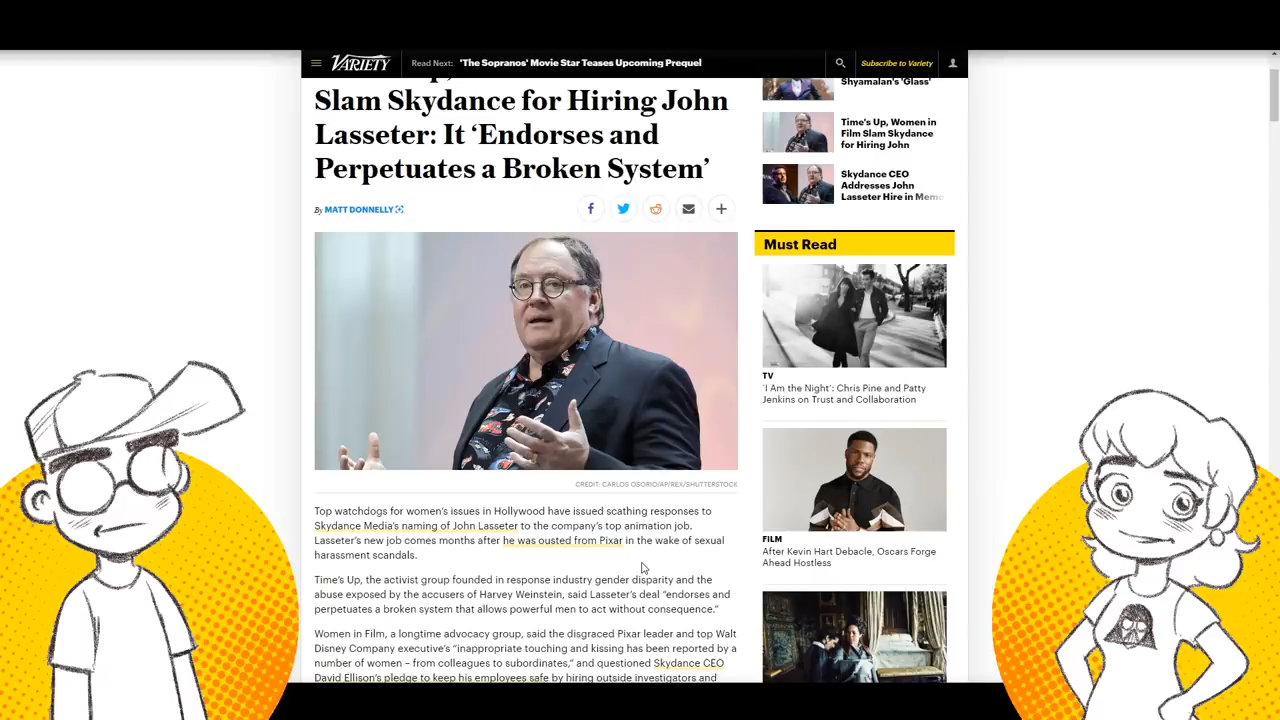 VARIETY
Read Next: 'The Sopranos' Movie Star Teases Upcoming Prequel
Subscribe to Variety
Slam Skydance for Hiring John
Lasseter: It ‘Endorses and
Perpetuates a Broken System’
By MATT DONNELLY
CREDIT: CARLOS OSORIO/AP/REX/SHUTTERSTOCK
Top watchdogs for women’s issues in Hollywood have issued scathing responses to
Skydance Media’s naming of John Lasseter to the company’s top animation job.
Lasseter’s new job comes months after he was ousted from Pixar in the wake of sexual
harassment scandals.
Time’s Up, the activist group founded in response industry gender disparity and the
abuse exposed by the accusers of Harvey Weinstein, said Lasseter’s deal “endorses and
perpetuates a broken system that allows powerful men to act without consequence.”
Women in Film, a longtime advocacy group, said the disgraced Pixar leader and top Walt
Disney Company executive’s “inappropriate touching and kissing has been reported by a
number of women – from colleagues to subordinates,” and questioned Skydance CEO
David Ellison’s pledge to keep his employees safe by hiring outside investigators and
Shyamalan's 'Glass'
Time's Up, Women in
Film Slam Skydance
for Hiring John
Skydance CEO
Addresses John
Lasseter Hire in Memo
Must Read
TV
'I Am the Night': Chris Pine and Patty
Jenkins on Trust and Collaboration
FILM
After Kevin Hart Debacle, Oscars Forge
Ahead Hostless